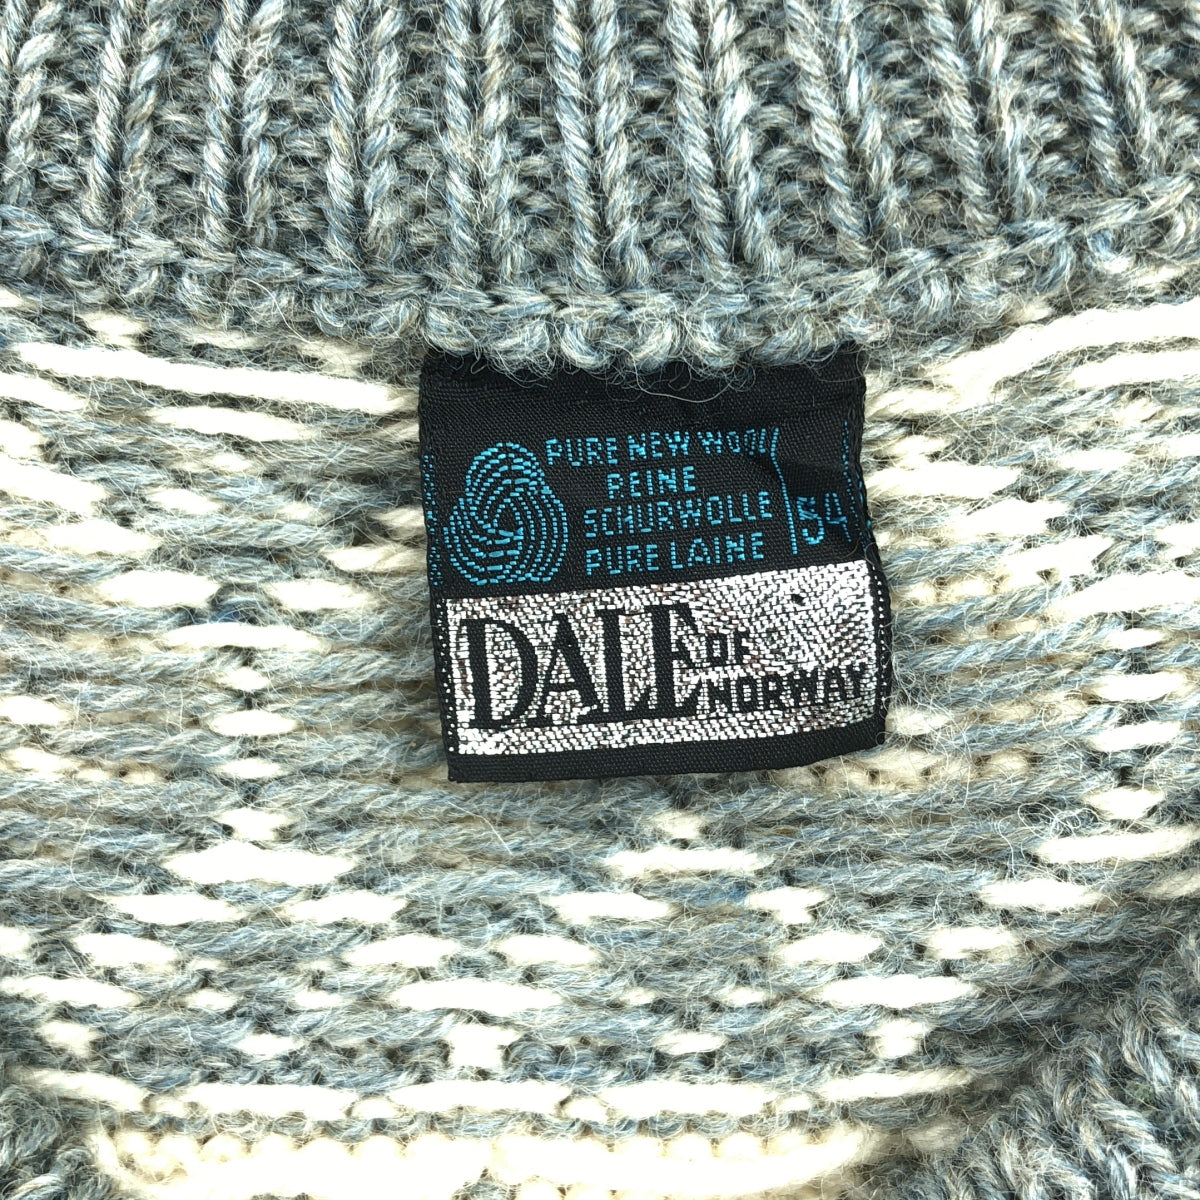 PURE NEW WOOL
REINE
SCHURWOLLE
PURE LAINE
54
DALE OF
NORWAY